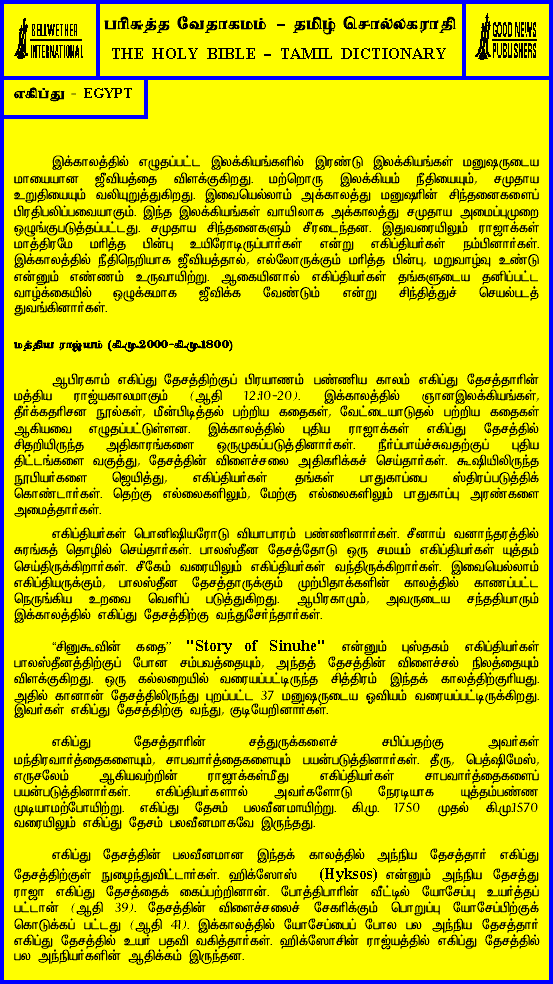 BELLWETHER
INTERNATIONAL
பரிசுத்த வேதாகமம் – தமிழ் சொல்லகராதி
THE HOLY BIBLE – TAMIL DICTIONARY
GOOD NEWS
PUBLISHERS
எகிப்து - EGYPT
இக்காலத்தில் எழுதப்பட்ட இலக்கியங்களில் இரண்டு இலக்கியங்கள் மனுஷருடைய
மாயையான ஜீவியத்தை விளக்குகிறது. மற்றொரு இலக்கியம் நீதியையும், சமுதாய
உறுதியையும் வலியுறுத்துகிறது. இவையெல்லாம் அக்காலத்து மனுஷரின் சிந்தனைகளைப்
பிரதிபலிப்பவையாகும். இந்த இலக்கியங்கள் வாயிலாக அக்காலத்து சமுதாய அமைப்புமுறை
ஒழுங்குபடுத்தப்பட்டது. சமுதாய சிந்தனைகளும் சீரடைந்தன. இதுவரையிலும் ராஜாக்கள்
மாத்திரமே மரித்த பின்பு உயிரோடிருப்பார்கள் என்று எகிப்தியர்கள் நம்பினார்கள்.
இக்காலத்தில் நீதிநெறியாக ஜீவியத்தால், எல்லோருக்கும் மரித்த பின்பு, மறுவாழ்வு உண்டு
என்னும் எண்ணம் உருவாயிற்று. ஆகையினால் எகிப்தியர்கள் தங்களுடைய தனிப்பட்ட
வாழ்க்கையில் ஒழுக்கமாக ஜீவிக்க வேண்டும் என்று சிந்தித்துச் செயல்படத்
துவங்கினார்கள்.
மத்திய ராஜ்யம் (கி.மு.2000-கி.மு.1800)
ஆபிரகாம் எகிப்து தேசத்திற்குப் பிரயாணம் பண்ணிய காலம் எகிப்து தேசத்தாரின்
மத்திய ராஜ்யகாலமாகும் (ஆதி 12:10-20). இக்காலத்தில் ஞானஇலக்கியங்கள்,
தீர்க்கதரிசன நூல்கள், மீன்பிடித்தல் பற்றிய கதைகள், வேட்டையாடுதல் பற்றிய கதைகள்
ஆகியவை எழுதப்பட்டுள்ளன. இக்காலத்தில் புதிய ராஜாக்கள் எகிப்து தேசத்தில்
சிதறியிருந்த அதிகாரங்களை ஒருமுகப்படுத்தினார்கள். நீர்ப்பாய்ச்சுவதற்குப் புதிய
திட்டங்களை வகுத்து, தேசத்தின் விளைச்சலை அதிகரிக்கச் செய்தார்கள். கூஷியிலிருந்த
நூபியர்களை ஜெயித்து, எகிப்தியர்கள் தங்கள் பாதுகாப்பை ஸ்திரப்படுத்திக்
கொண்டார்கள். தெற்கு எல்லைகளிலும், மேற்கு எல்லைகளிலும் பாதுகாப்பு அரண்களை
அமைத்தார்கள்.
எகிப்தியர்கள் பொனிஷியரோடு வியாபாரம் பண்ணினார்கள். சீனாய் வனாந்தரத்தில்
சுரங்கத் தொழில் செய்தார்கள். பாலஸ்தீன தேசத்தோடு ஒரு சமயம் எகிப்தியர்கள் யுத்தம்
செய்திருக்கிறார்கள். சீகேம் வரையிலும் எகிப்தியர்கள் வந்திருக்கிறார்கள். இவையெல்லாம்
எகிப்தியருக்கும், பாலஸ்தீன தேசத்தாருக்கும் முற்பிதாக்களின் காலத்தில் காணப்பட்ட
நெருங்கிய உறவை வெளிப் படுத்துகிறது. ஆபிரகாமும், அவருடைய சந்ததியாரும்
இக்காலத்தில் எகிப்து தேசத்திற்கு வந்துசேர்ந்தார்கள்.
“சினுகூவின் கதை” "Story of Sinuhe" என்னும் புஸ்தகம் எகிப்தியர்கள்
பாலஸ்தீனத்திற்குப் போன சம்பவத்தையும், அந்தத் தேசத்தின் விளைச்சல் நிலத்தையும்
விளக்குகிறது. ஒரு கல்லறையில் வரையப்பட்டிருந்த சித்திரம் இந்தக் காலத்திற்குரியது.
அதில் கானான் தேசத்திலிருந்து புறப்பட்ட 37 மனுஷருடைய ஓவியம் வரையப்பட்டிருக்கிறது.
இவர்கள் எகிப்து தேசத்திற்கு வந்து, குடியேறினார்கள்.
எகிப்து தேசத்தாரின் சத்துருக்களைச் சபிப்பதற்கு அவர்கள்
மந்திரவார்த்தைகளையும், சாபவார்த்தைகளையும் பயன்படுத்தினார்கள். தீரு, பெத்ஷிமேஸ்,
எருசலேம் ஆகியவற்றின் ராஜாக்கள்மீது எகிப்தியர்கள் சாபவார்த்தைகளைப்
பயன்படுத்தினார்கள். எகிப்தியர்களால் அவர்களோடு நேரடியாக யுத்தம்பண்ண
முடியாமற்போயிற்று. எகிப்து தேசம் பலவீனமாயிற்று. கி.மு. 1750 முதல் கி.மு.1570
வரையிலும் எகிப்து தேசம் பலவீனமாகவே இருந்தது.
எகிப்து தேசத்தின் பலவீனமான இந்தக் காலத்தில் அந்நிய தேசத்தார் எகிப்து
தேசத்திற்குள் நுழைந்துவிட்டார்கள். ஹிக்ஸோஸ் (Hyksos) என்னும் அந்நிய தேசத்து
ராஜா எகிப்து தேசத்தைக் கைப்பற்றினான். போத்திபாரின் வீட்டில் யோசேப்பு உயர்த்தப்
பட்டான் (ஆதி 39). தேசத்தின் விளைச்சலைச் சேகரிக்கும் பொறுப்பு யோசேப்பிற்குக்
கொடுக்கப் பட்டது (ஆதி 41). இக்காலத்தில் யோசேப்பைப் போல பல அந்நிய தேசத்தார்
எகிப்து தேசத்தில் உயர் பதவி வகித்தார்கள். ஹிக்ஸோசின் ராஜ்யத்தில் எகிப்து தேசத்தில்
பல அந்நியர்களின் ஆதிக்கம் இருந்தன.